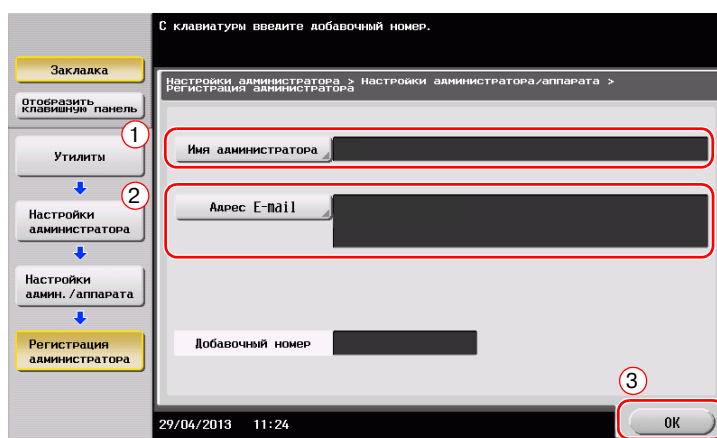 С клавиатуры введите добавочный номер.
Закладка
Отобразить
клавишную панель
Настройки администратора > Настройки администратора/аппарата >
Регистрация администратора
1
Утилиты
Имя администратора
2
Настройки
администратора
Адрес E-mail
Настройки
админ./аппарата
Регистрация
администратора
Добавочный номер
3
29/04/2013 11:24
OK